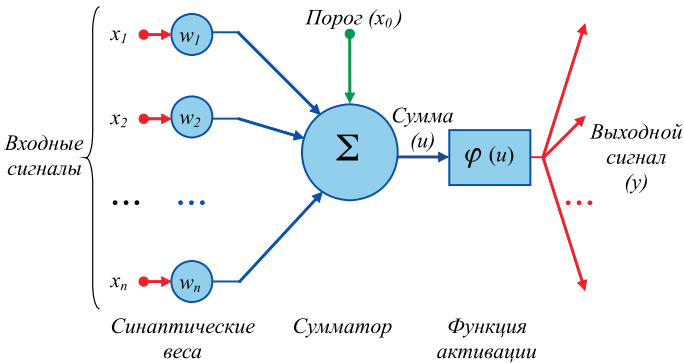 Порог (x₀)
x₁ w₁
x₂ w₂
Входные
сигналы
Σ
Сумма
(u)
φ (u)
Выходной
сигнал
(y)
... ... ...
xₙ wₙ
Синаптические
веса
Сумматор
Функция
активации